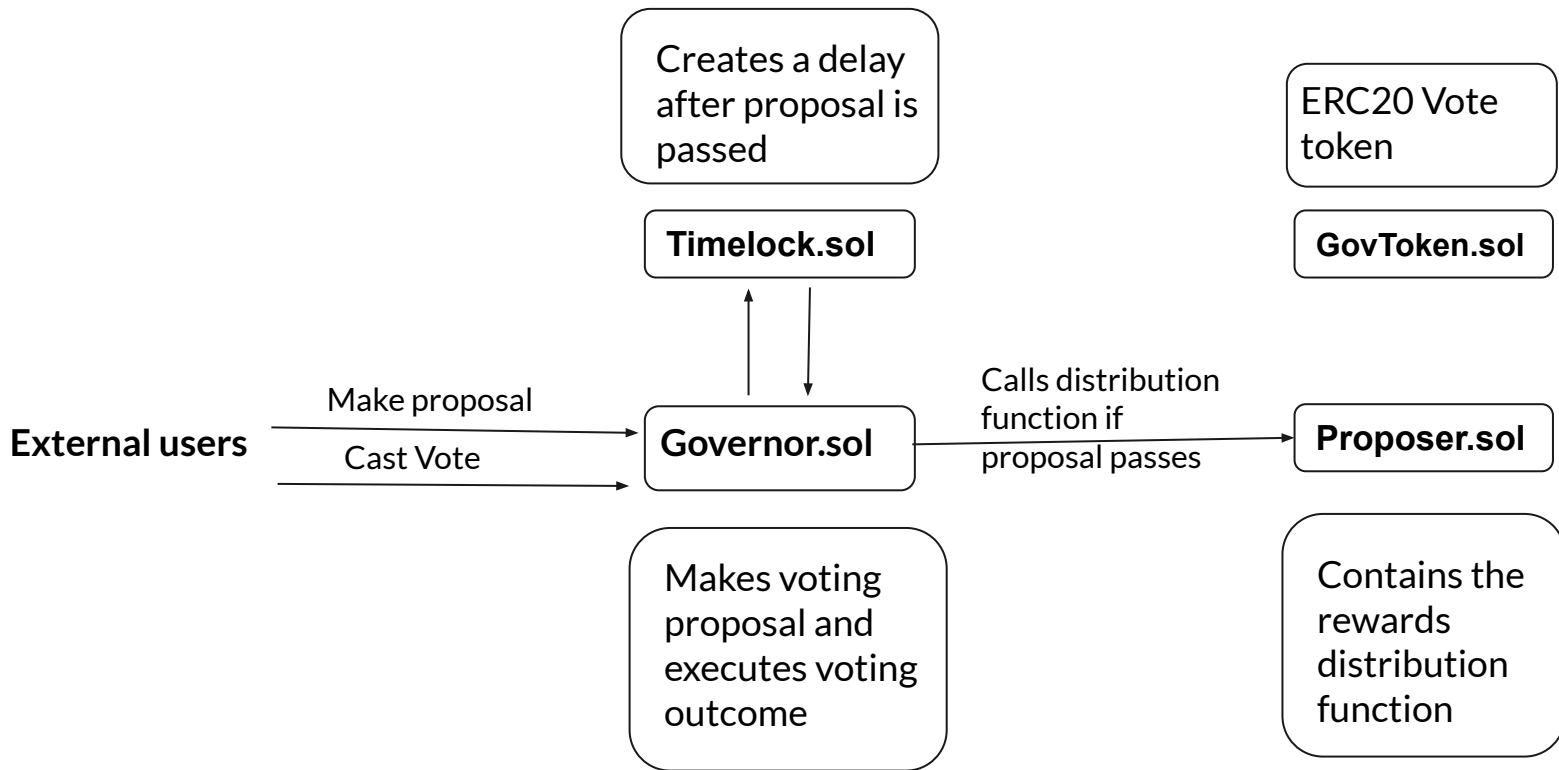 Creates a delay
after proposal is
passed
ERC20 Vote
token
Timelock.sol
GovToken.sol
Make proposal
External users
Cast Vote
Governor.sol
Calls distribution
function if
proposal passes
Proposer.sol
Makes voting
proposal and
executes voting
outcome
Contains the
rewards
distribution
function